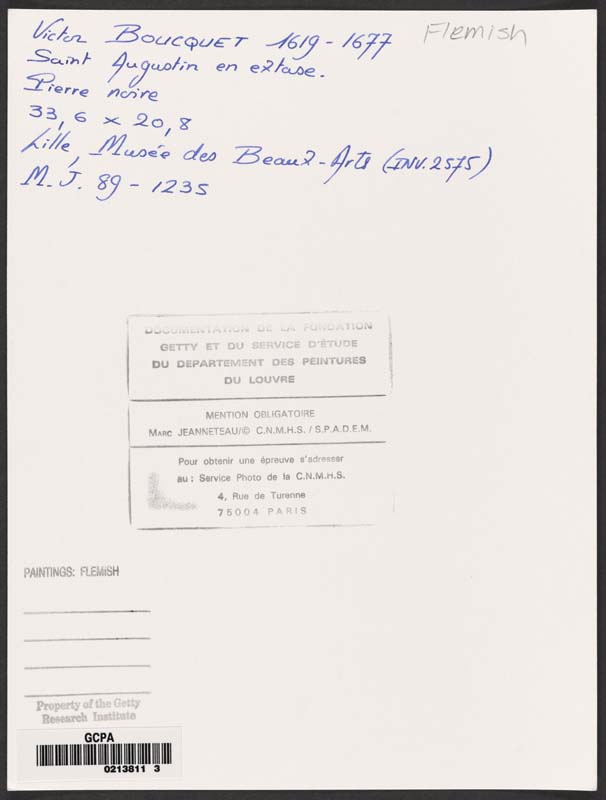 Victor BOUCQUET 1619 - 1677
Flemish
Saint Augustin en extase.
Pierre noire
33,6 x 20,8
Lille, Musée des Beaux-Arts (INV. 2575)
M. J. 89 - 1235
DOCUMENTATION DE LA FONDATION
GETTY ET DU SERVICE D'ÉTUDE
DU DEPARTEMENT DES PEINTURES
DU LOUVRE
MENTION OBLIGATOIRE
MARC JEANNETEAU/© C.N.M.H.S. / S.P.A.D.E.M.
Pour obtenir une épreuve s'adresser
au : Service Photo de la C.N.M.H.S.
4, Rue de Turenne
75004 PARIS
PAINTINGS: FLEMISH
Property of the Getty
Research Institute
GCPA
0213811 3